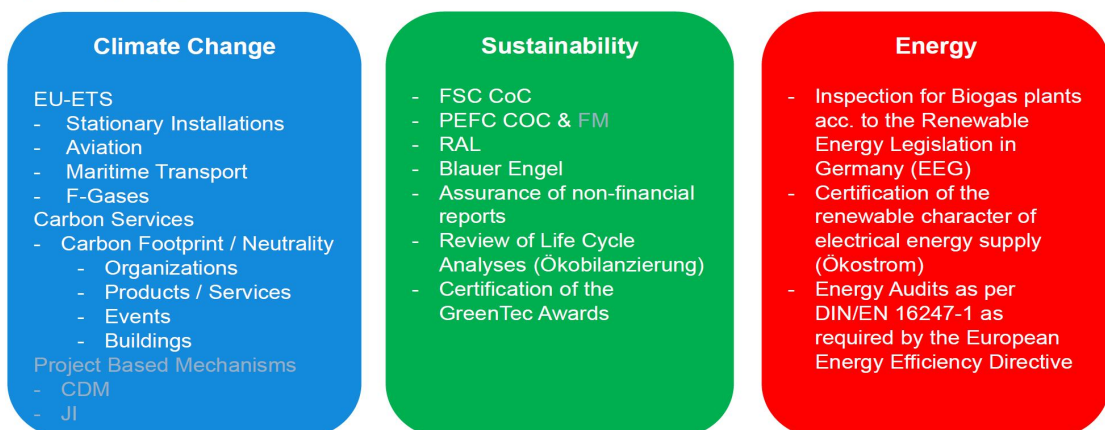 Climate Change
EU-ETS
- Stationary Installations
- Aviation
- Maritime Transport
- F-Gases
Carbon Services
- Carbon Footprint / Neutrality
- Organizations
- Products / Services
- Events
- Buildings
Project Based Mechanisms
- CDM
- JI
Sustainability
- FSC CoC
- PEFC COC & FM
- RAL
- Blauer Engel
- Assurance of non-financial
reports
- Review of Life Cycle
Analyses (Ökobilanzierung)
- Certification of the
GreenTec Awards
Energy
- Inspection for Biogas plants
acc. to the Renewable
Energy Legislation in
Germany (EEG)
- Certification of the
renewable character of
electrical energy supply
(Ökostrom)
- Energy Audits as per
DIN/EN 16247-1 as
required by the European
Energy Efficiency Directive